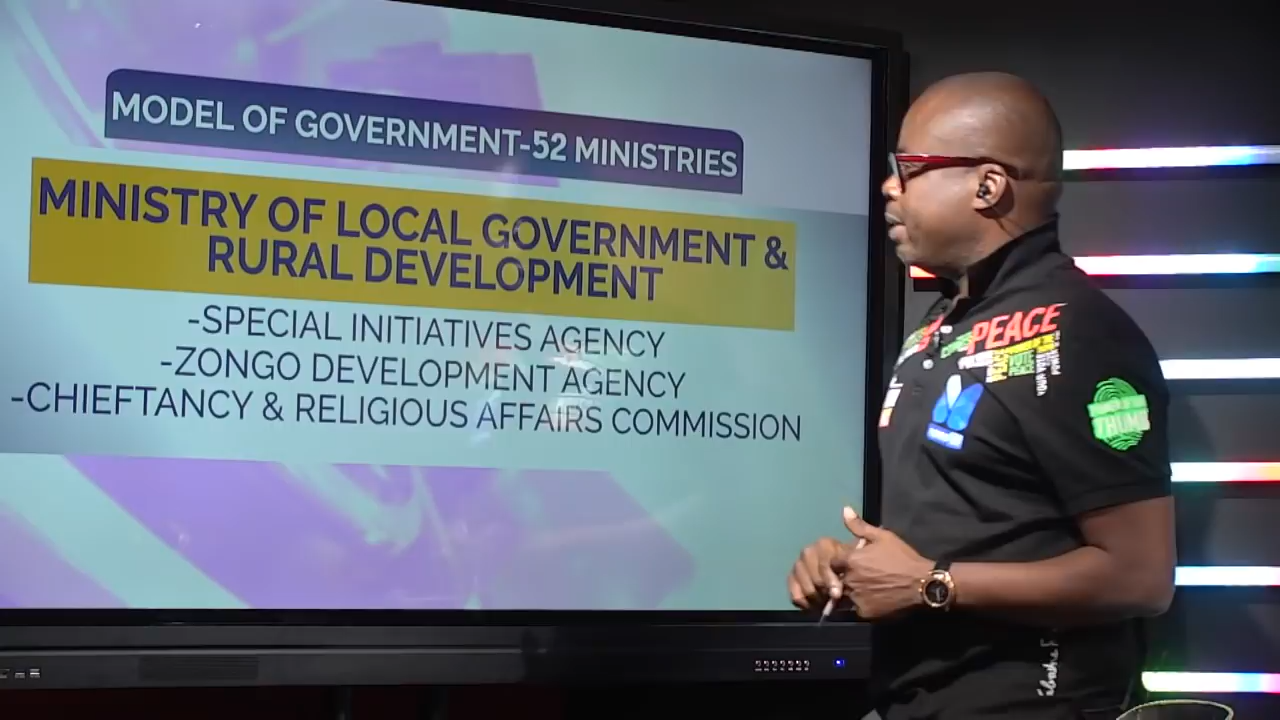 MODEL OF GOVERNMENT-52 MINISTRIES
MINISTRY OF LOCAL GOVERNMENT &
RURAL DEVELOPMENT
-SPECIAL INITIATIVES AGENCY
-ZONGO DEVELOPMENT AGENCY
-CHIEFTANCY & RELIGIOUS AFFAIRS COMMISSION
PEACE